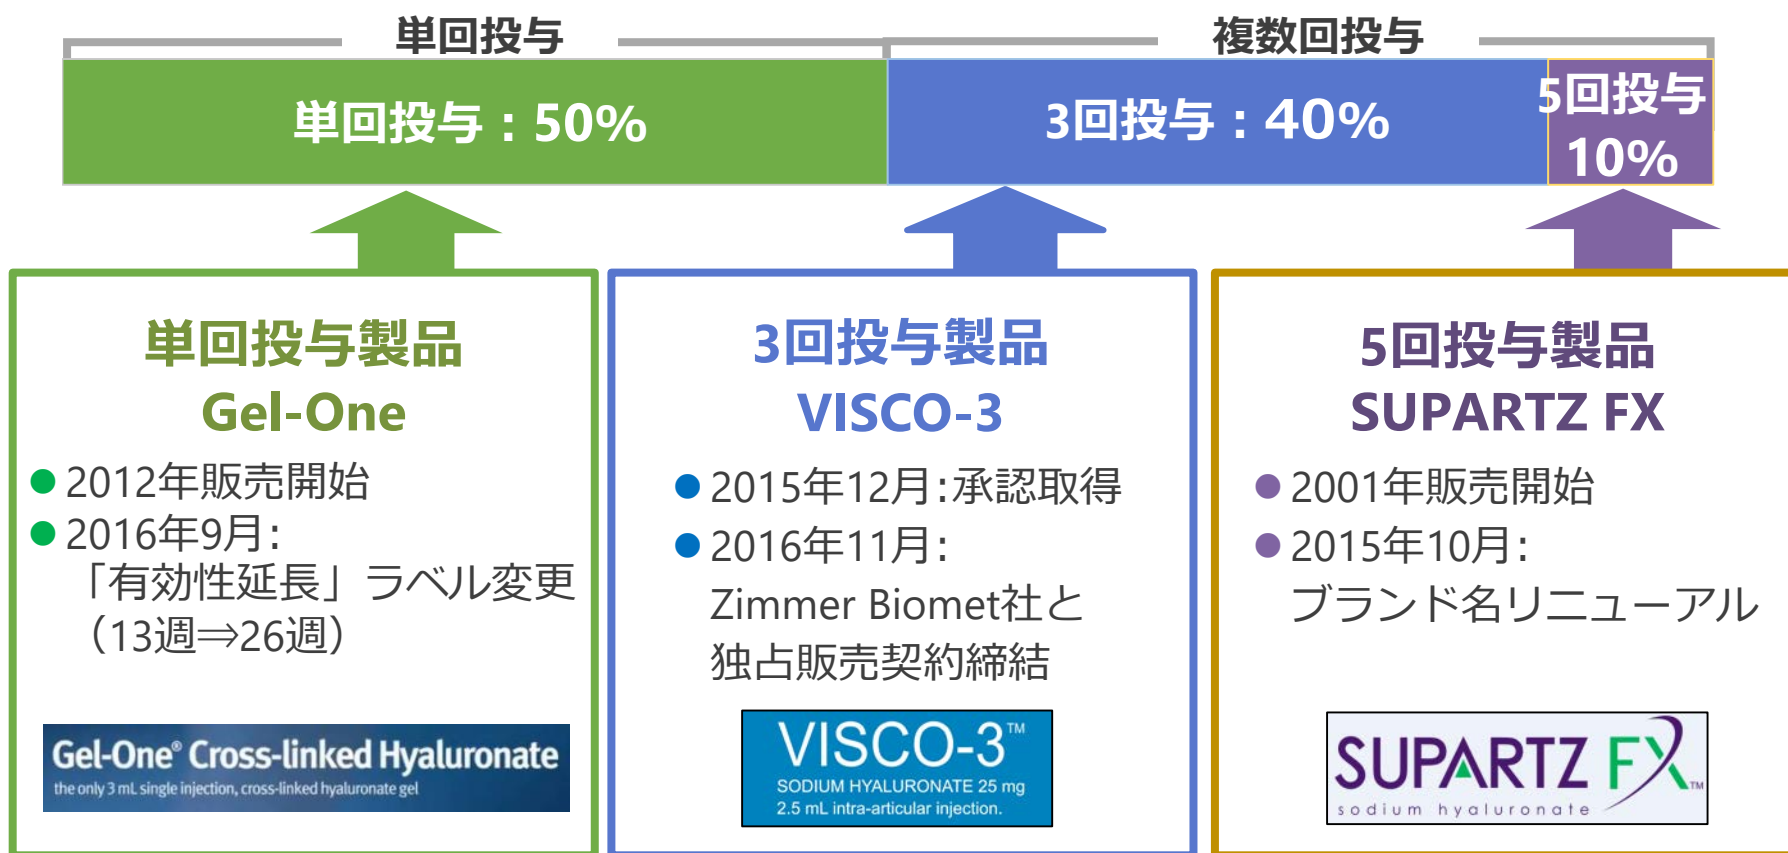 単回投与
複数回投与
単回投与：50%
3回投与：40%
5回投与
10%
単回投与製品
Gel-One
●2012年販売開始
●2016年9月：
「有効性延長」ラベル変更
（13週⇒26週）
Gel-One® Cross-linked Hyaluronate
the only 3 mL single injection, cross-linked hyaluronate gel
3回投与製品
VISCO-3
●2015年12月：承認取得
●2016年11月：
Zimmer Biomet社と
独占販売契約締結
VISCO-3™
SODIUM HYALURONATE 25 mg
2.5 mL intra-articular injection.
5回投与製品
SUPARTZ FX
●2001年販売開始
●2015年10月：
ブランド名リニューアル
SUPARTZ FX™
sodium hyaluronate